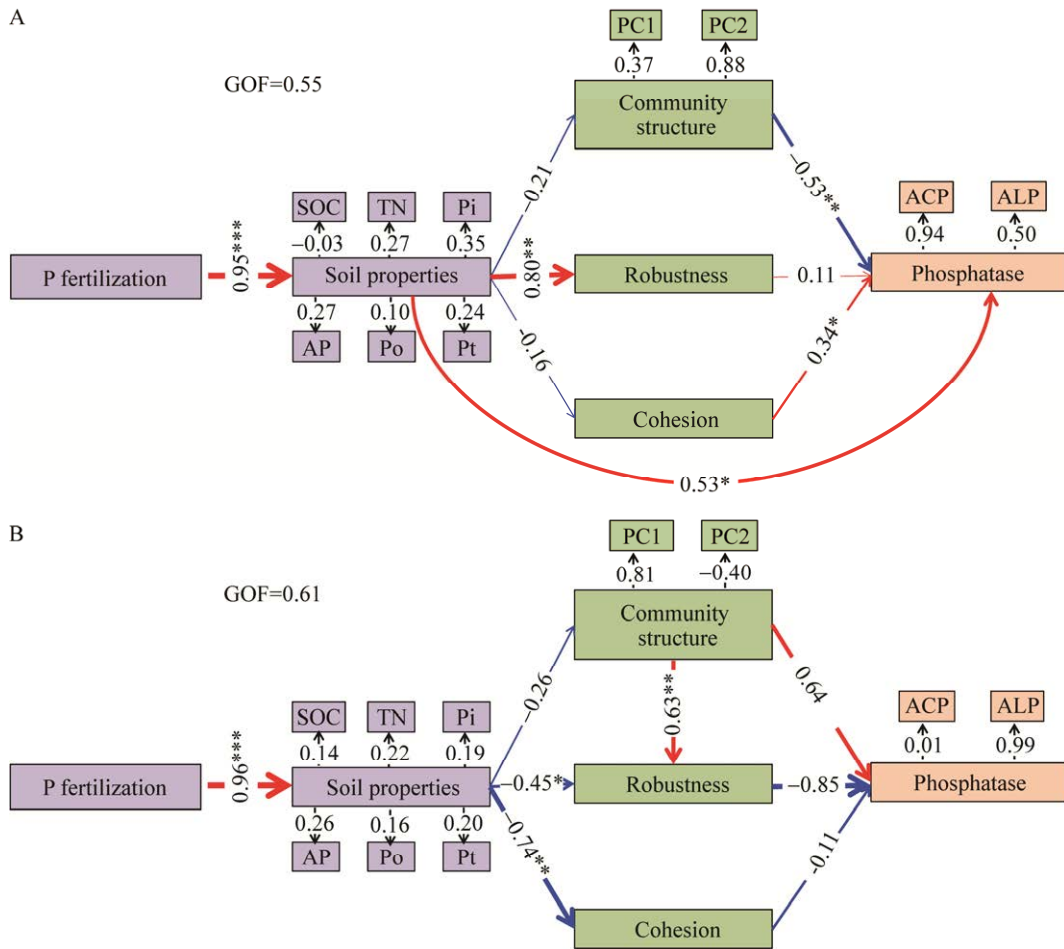 A
PC1 PC2
0.37 0.88
GOF=0.55
Community
structure
−0.21
−0.53**
SOC TN Pi
−0.03 0.27 0.35
ACP ALP
0.94 0.50
P fertilization
0.95***
Soil properties
0.80**
Robustness
0.11
Phosphatase
0.27 0.10 0.24
AP Po Pt
-0.16
0.34*
Cohesion
0.53*
B
PC1 PC2
0.81 −0.40
GOF=0.61
Community
structure
−0.26
0.63**
0.64
SOC TN Pi
0.14 0.22 0.19
ACP ALP
0.01 0.99
P fertilization
0.96***
Soil properties
−0.45*
Robustness
−0.85
Phosphatase
0.26 0.16 0.20
AP Po Pt
−0.74**
-0.11
Cohesion